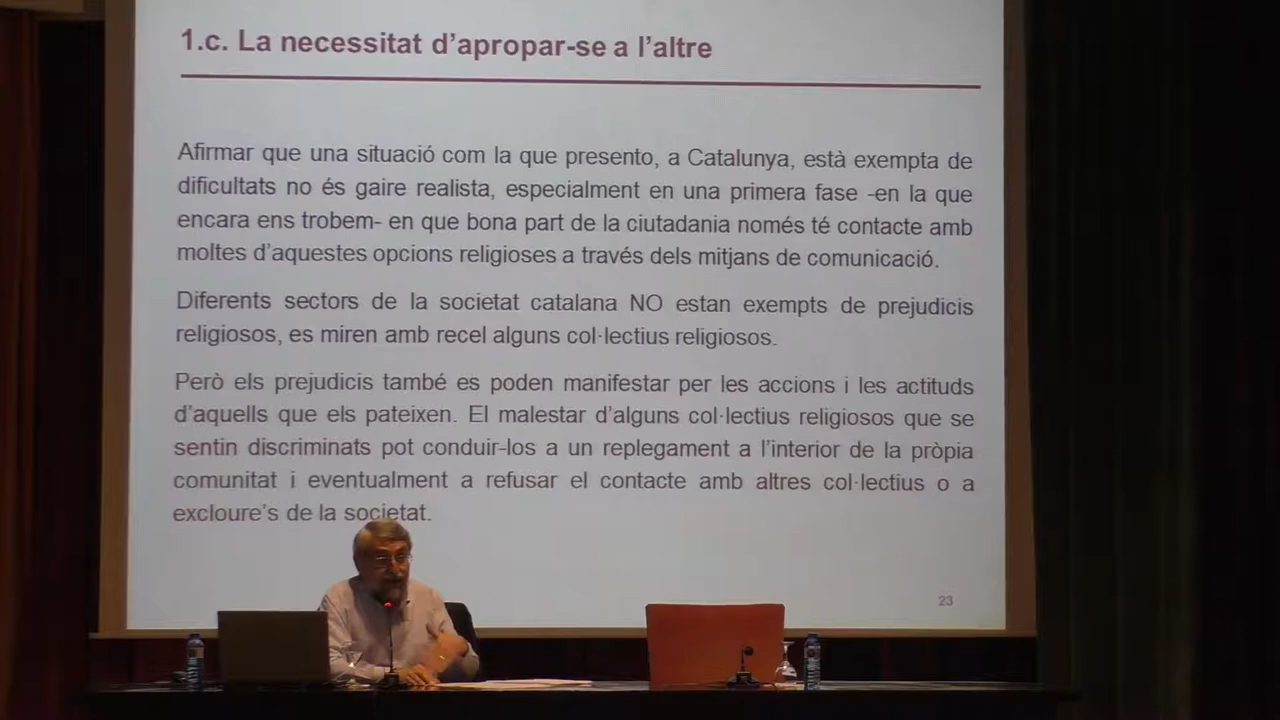 1.c. La necessitat d'apropar-se a l'altre
Afirmar que una situació com la que presento, a Catalunya, està exempta de
dificultats no és gaire realista, especialment en una primera fase -en la que
encara ens trobem- en que bona part de la ciutadania només té contacte amb
moltes d'aquestes opcions religioses a través dels mitjans de comunicació.
Diferents sectors de la societat catalana NO estan exempts de prejudicis
religiosos, es miren amb recel alguns col·lectius religiosos.
Però els prejudicis també es poden manifestar per les accions i les actituds
d'aquells que els pateixen. El malestar d'alguns col·lectius religiosos que se
sentin discriminats pot conduir-los a un replegament a l'interior de la pròpia
comunitat i eventualment a refusar el contacte amb altres col·lectius o a
excloure's de la societat.
23